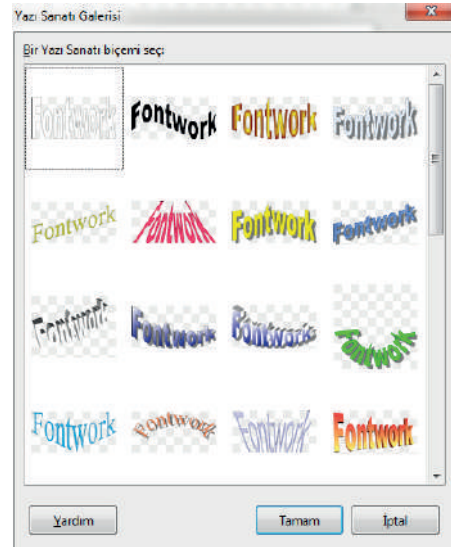 Yazı Sanatı Galerisi
Bir Yazı Sanatı biçemi seç:
Fontwork Fontwork Fontwork Fontwork
Fontwork Fontwork Fontwork Fontwork
Fontwork Fontwork Fontwork Fontwork
Fontwork Fontwork Fontwork Fontwork
Yardım Tamam İptal